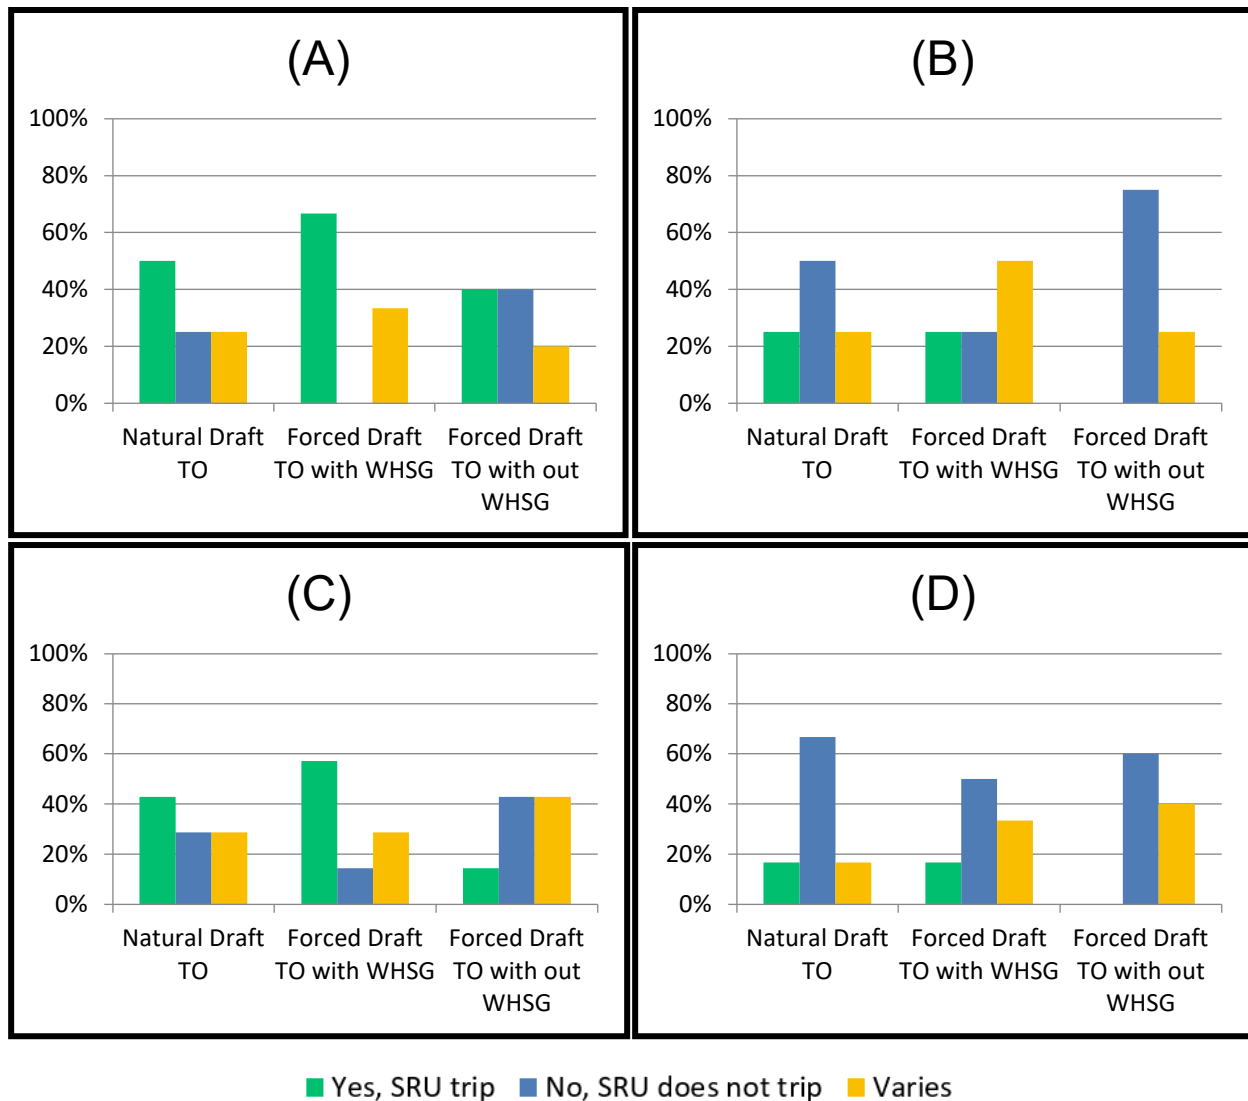 (A)
100%
80%
60%
40%
20%
0%
Natural Draft TO
Forced Draft TO with WHSG
Forced Draft TO with out WHSG
(B)
100%
80%
60%
40%
20%
0%
Natural Draft TO
Forced Draft TO with WHSG
Forced Draft TO with out WHSG
(C)
100%
80%
60%
40%
20%
0%
Natural Draft TO
Forced Draft TO with WHSG
Forced Draft TO with out WHSG
(D)
100%
80%
60%
40%
20%
0%
Natural Draft TO
Forced Draft TO with WHSG
Forced Draft TO with out WHSG
Yes, SRU trip No, SRU does not trip Varies